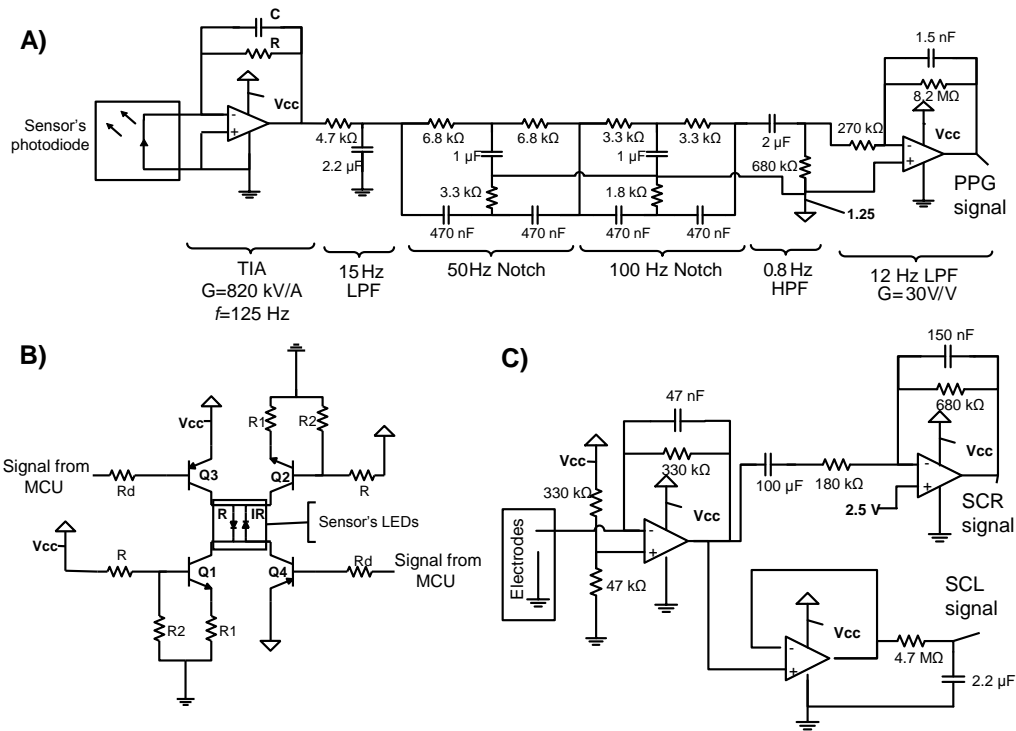 A)
C
R
Vcc
Sensor's
photodiode
4.7 kΩ
2.2 µF
6.8 kΩ
6.8 kΩ
1 µF
3.3 kΩ
470 nF
470 nF
3.3 kΩ
3.3 kΩ
1 µF
1.8 kΩ
470 nF
470 nF
2 µF
680 kΩ
1.25
270 kΩ
1.5 nF
8.2 MΩ
Vcc
PPG
signal
TIA
G=820 kV/A
f=125 Hz
15 Hz
LPF
50Hz Notch
100 Hz Notch
0.8 Hz
HPF
12 Hz LPF
G=30V/V
B)
Vcc
R1
R2
Signal from
MCU
Rd
Q3
Q2
R
R
IR
Sensor's LEDs
Vcc
R
Q1
Q4
Rd
Signal from
MCU
R2
R1
C)
47 nF
330 kΩ
Vcc
330 kΩ
Vcc
Electrodes
47 kΩ
100 µF
180 kΩ
150 nF
680 kΩ
Vcc
2.5 V
SCR
signal
Vcc
SCL
signal
4.7 MΩ
2.2 µF